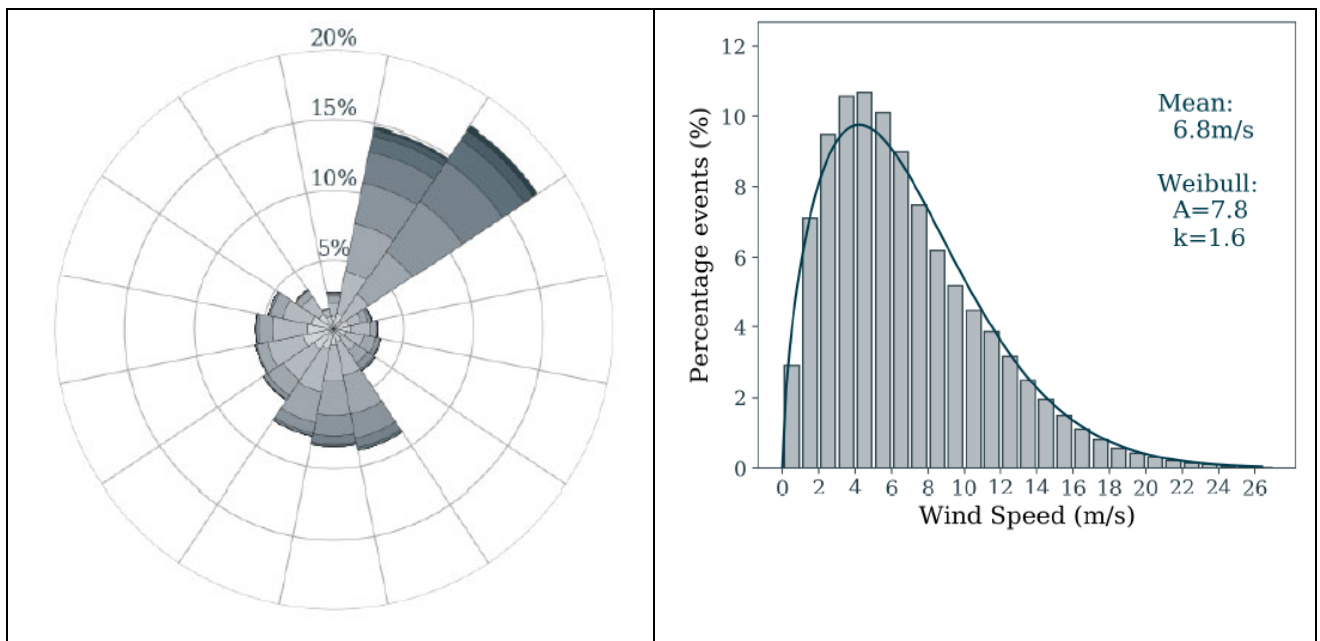 20%
15%
10%
5%
12
10
8
6
4
2
0
Percentage events (%)
Mean:
6.8m/s
Weibull:
A=7.8
k=1.6
0 2 4 6 8 10 12 14 16 18 20 22 24 26
Wind Speed (m/s)